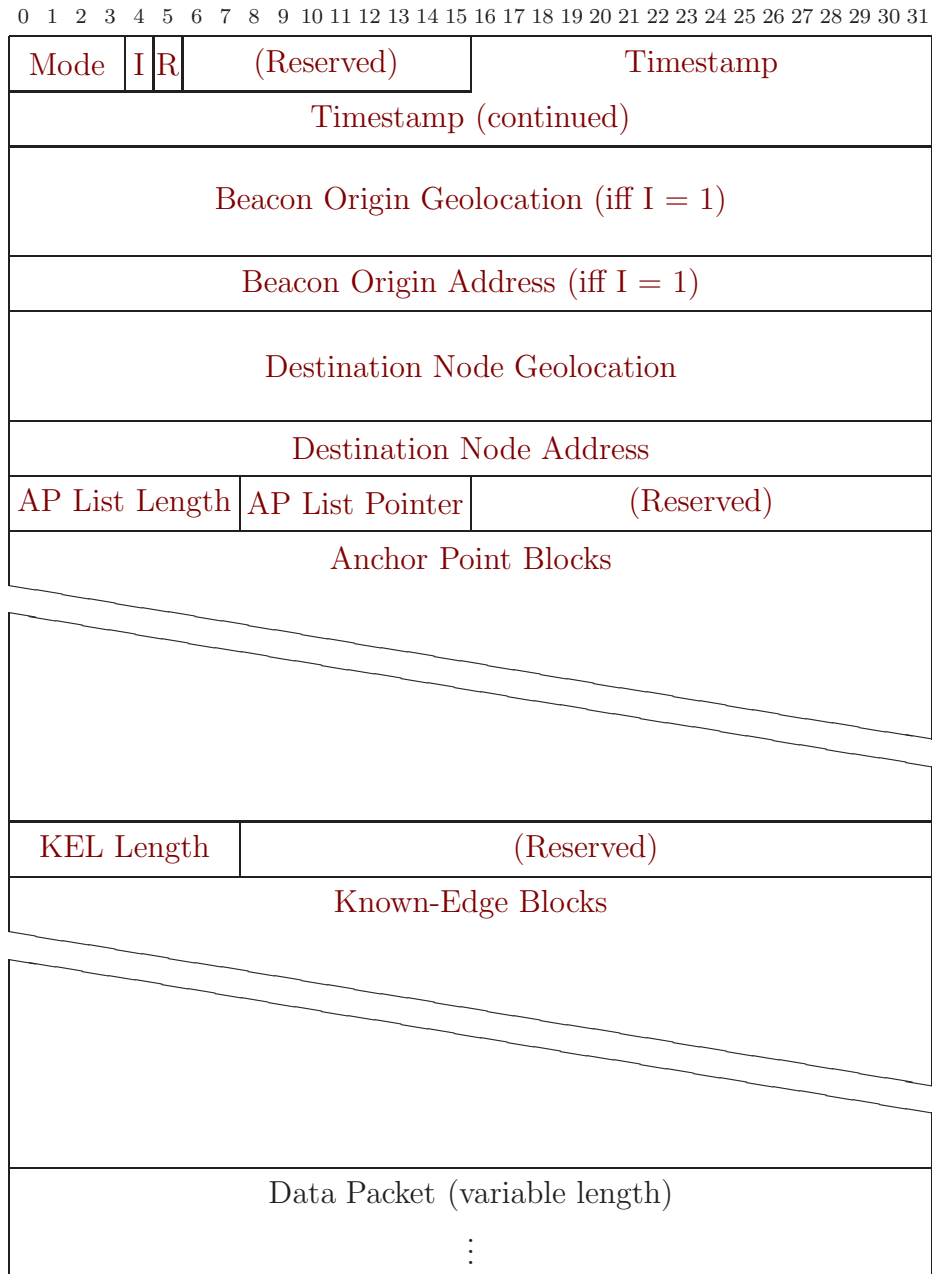 0 1 2 3 4 5 6 7 8 9 10 11 12 13 14 15 16 17 18 19 20 21 22 23 24 25 26 27 28 29 30 31
Mode I R (Reserved) Timestamp
Timestamp (continued)
Beacon Origin Geolocation (iff I = 1)
Beacon Origin Address (iff I = 1)
Destination Node Geolocation
Destination Node Address
AP List Length AP List Pointer (Reserved)
Anchor Point Blocks
KEL Length (Reserved)
Known-Edge Blocks
Data Packet (variable length)
⋮